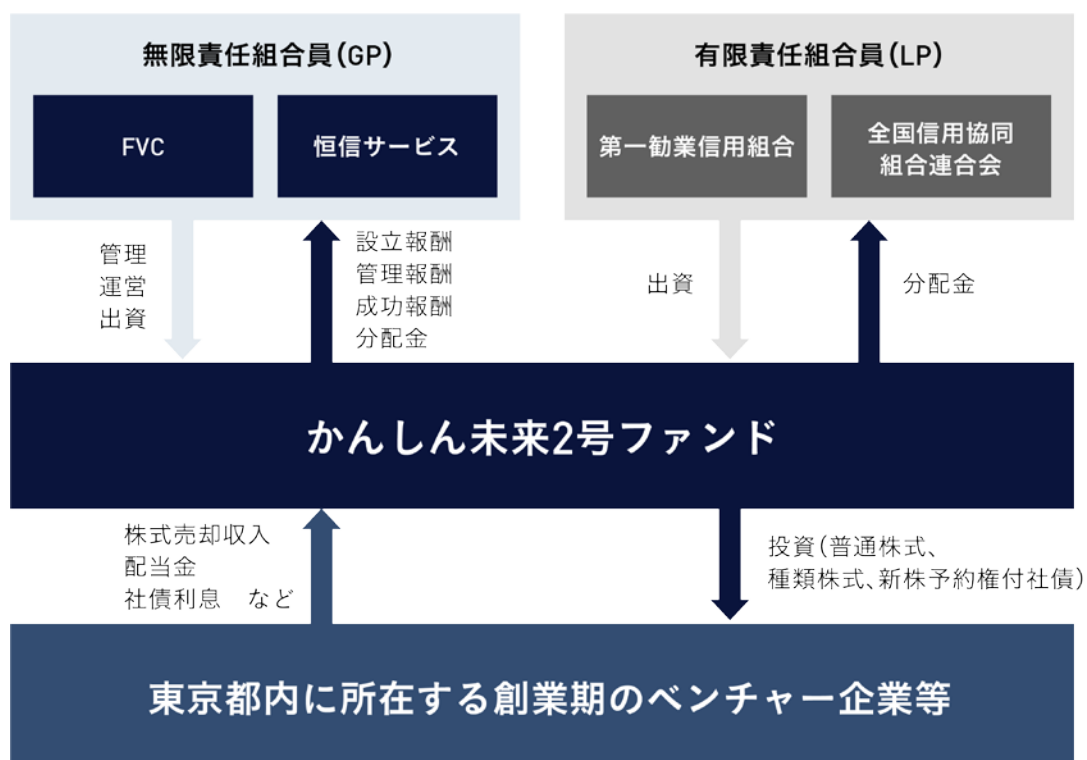 無限責任組合員(GP)
FVC
恒信サービス
有限責任組合員(LP)
第一勧業信用組合
全国信用協同
組合連合会
管理
運営
出資
設立報酬
管理報酬
成功報酬
分配金
出資
分配金
かんしん未来2号ファンド
株式売却収入
配当金
社債利息　など
投資(普通株式、
種類株式、新株予約権付社債)
東京都内に所在する創業期のベンチャー企業等